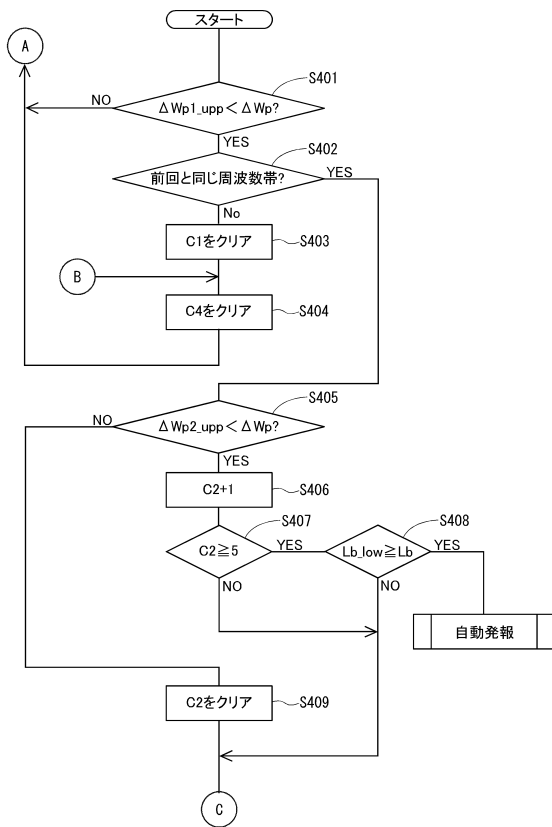 スタート
A
S401
NO
ΔWp1_upp<ΔWp?
YES
S402
前回と同じ周波数帯?
YES
No
C1をクリア
S403
B
C4をクリア
S404
S405
NO
ΔWp2_upp<ΔWp?
YES
C2+1
S406
S407
S408
C2≧5
YES
Lb_low≧Lb
YES
NO
NO
自動発報
C2をクリア
S409
C